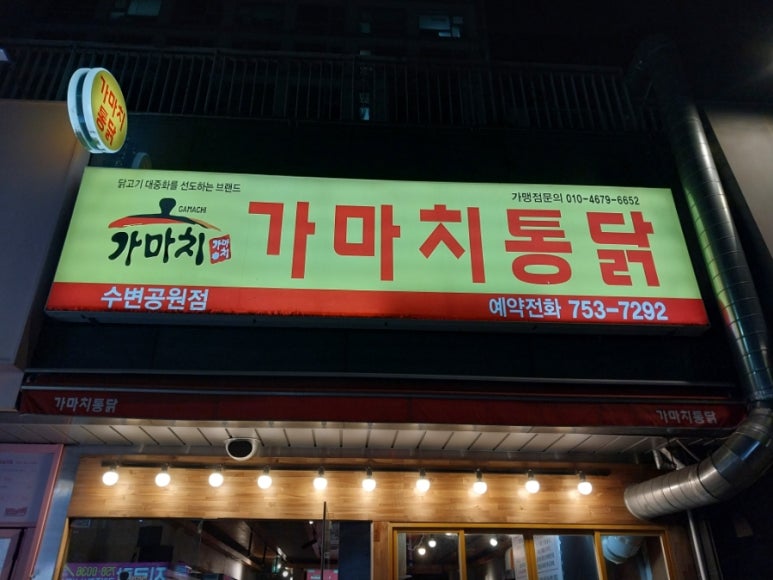 가마치
통닭
닭고기 대중화를 선도하는 브랜드
가맹점문의 010-4679-6652
GAMACHI
가마치
가마치통닭
수변공원점
예약전화 753-7292
가마치통닭
가마치통닭